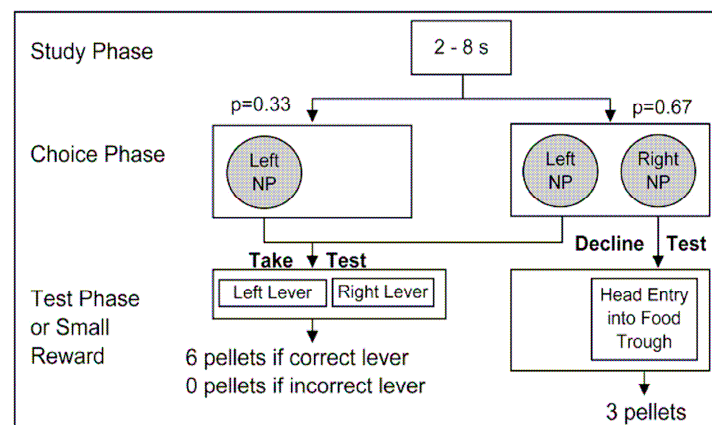 Study Phase
2 - 8 s
p=0.33
p=0.67
Choice Phase
Left
NP
Left
NP
Right
NP
Take Test
Decline Test
Test Phase
or Small
Reward
Left Lever
Right Lever
Head Entry
into Food
Trough
6 pellets if correct lever
0 pellets if incorrect lever
3 pellets